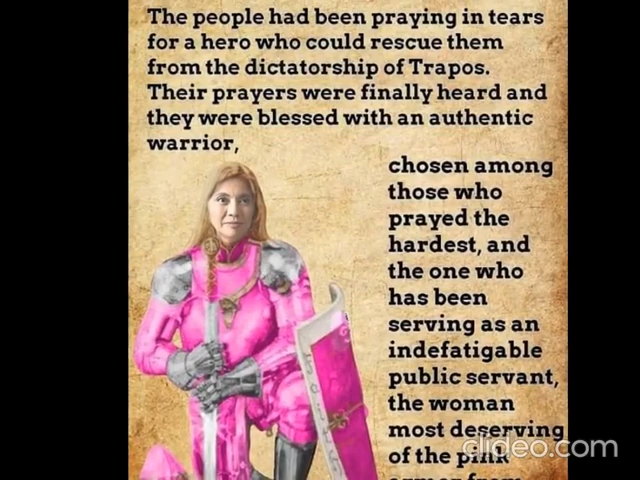 The people had been praying in tears
for a hero who could rescue them
from the dictatorship of Trapos.
Their prayers were finally heard and
they were blessed with an authentic
warrior,
chosen among
those who
prayed the
hardest, and
the one who
has been
serving as an
indefatigable
public servant,
the woman
most deserving
of the pink
armor from
clideo.com